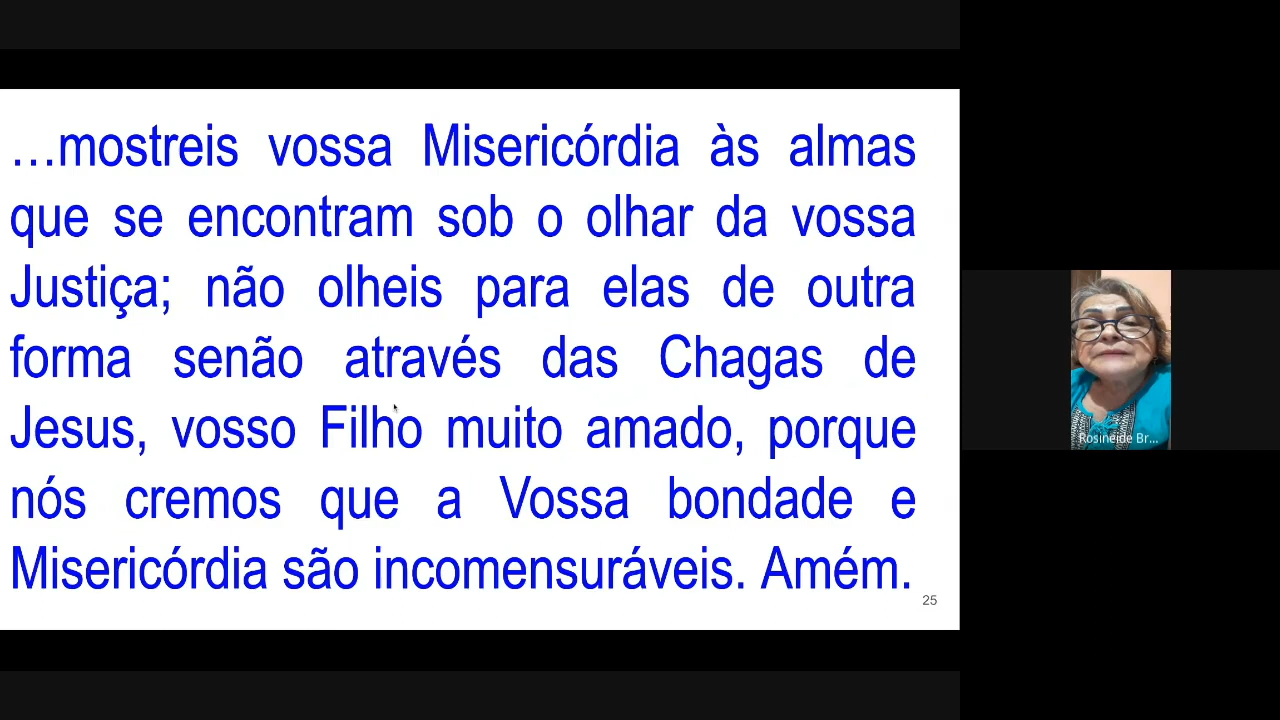 …mostreis vossa Misericórdia às almas
que se encontram sob o olhar da vossa
Justiça; não olheis para elas de outra
forma senão através das Chagas de
Jesus, vosso Filho muito amado, porque
nós cremos que a Vossa bondade e
Misericórdia são incomensuráveis. Amém.
25
Rosineide Br...